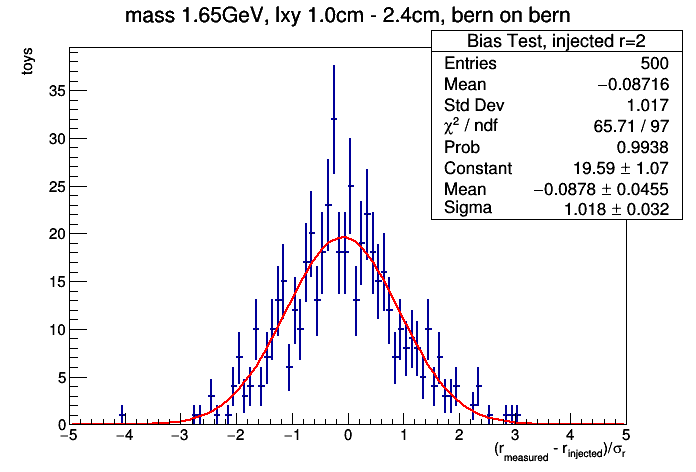 mass 1.65GeV, lxy 1.0cm - 2.4cm, bern on bern
toys
Bias Test, injected r=2
Entries 500
Mean −0.08716
Std Dev 1.017
χ² / ndf 65.71 / 97
Prob 0.9938
Constant 19.59 ± 1.07
Mean −0.0878 ± 0.0455
Sigma 1.018 ± 0.032
35
30
25
20
15
10
5
0
−5 −4 −3 −2 −1 0 1 2 3 4 5
(r_measured - r_injected)/σ_r